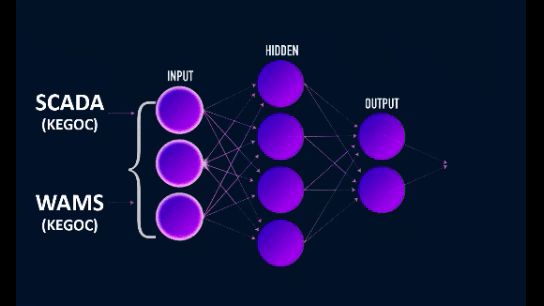 HIDDEN
INPUT
OUTPUT
SCADA
(KEGOC)
WAMS
(KEGOC)